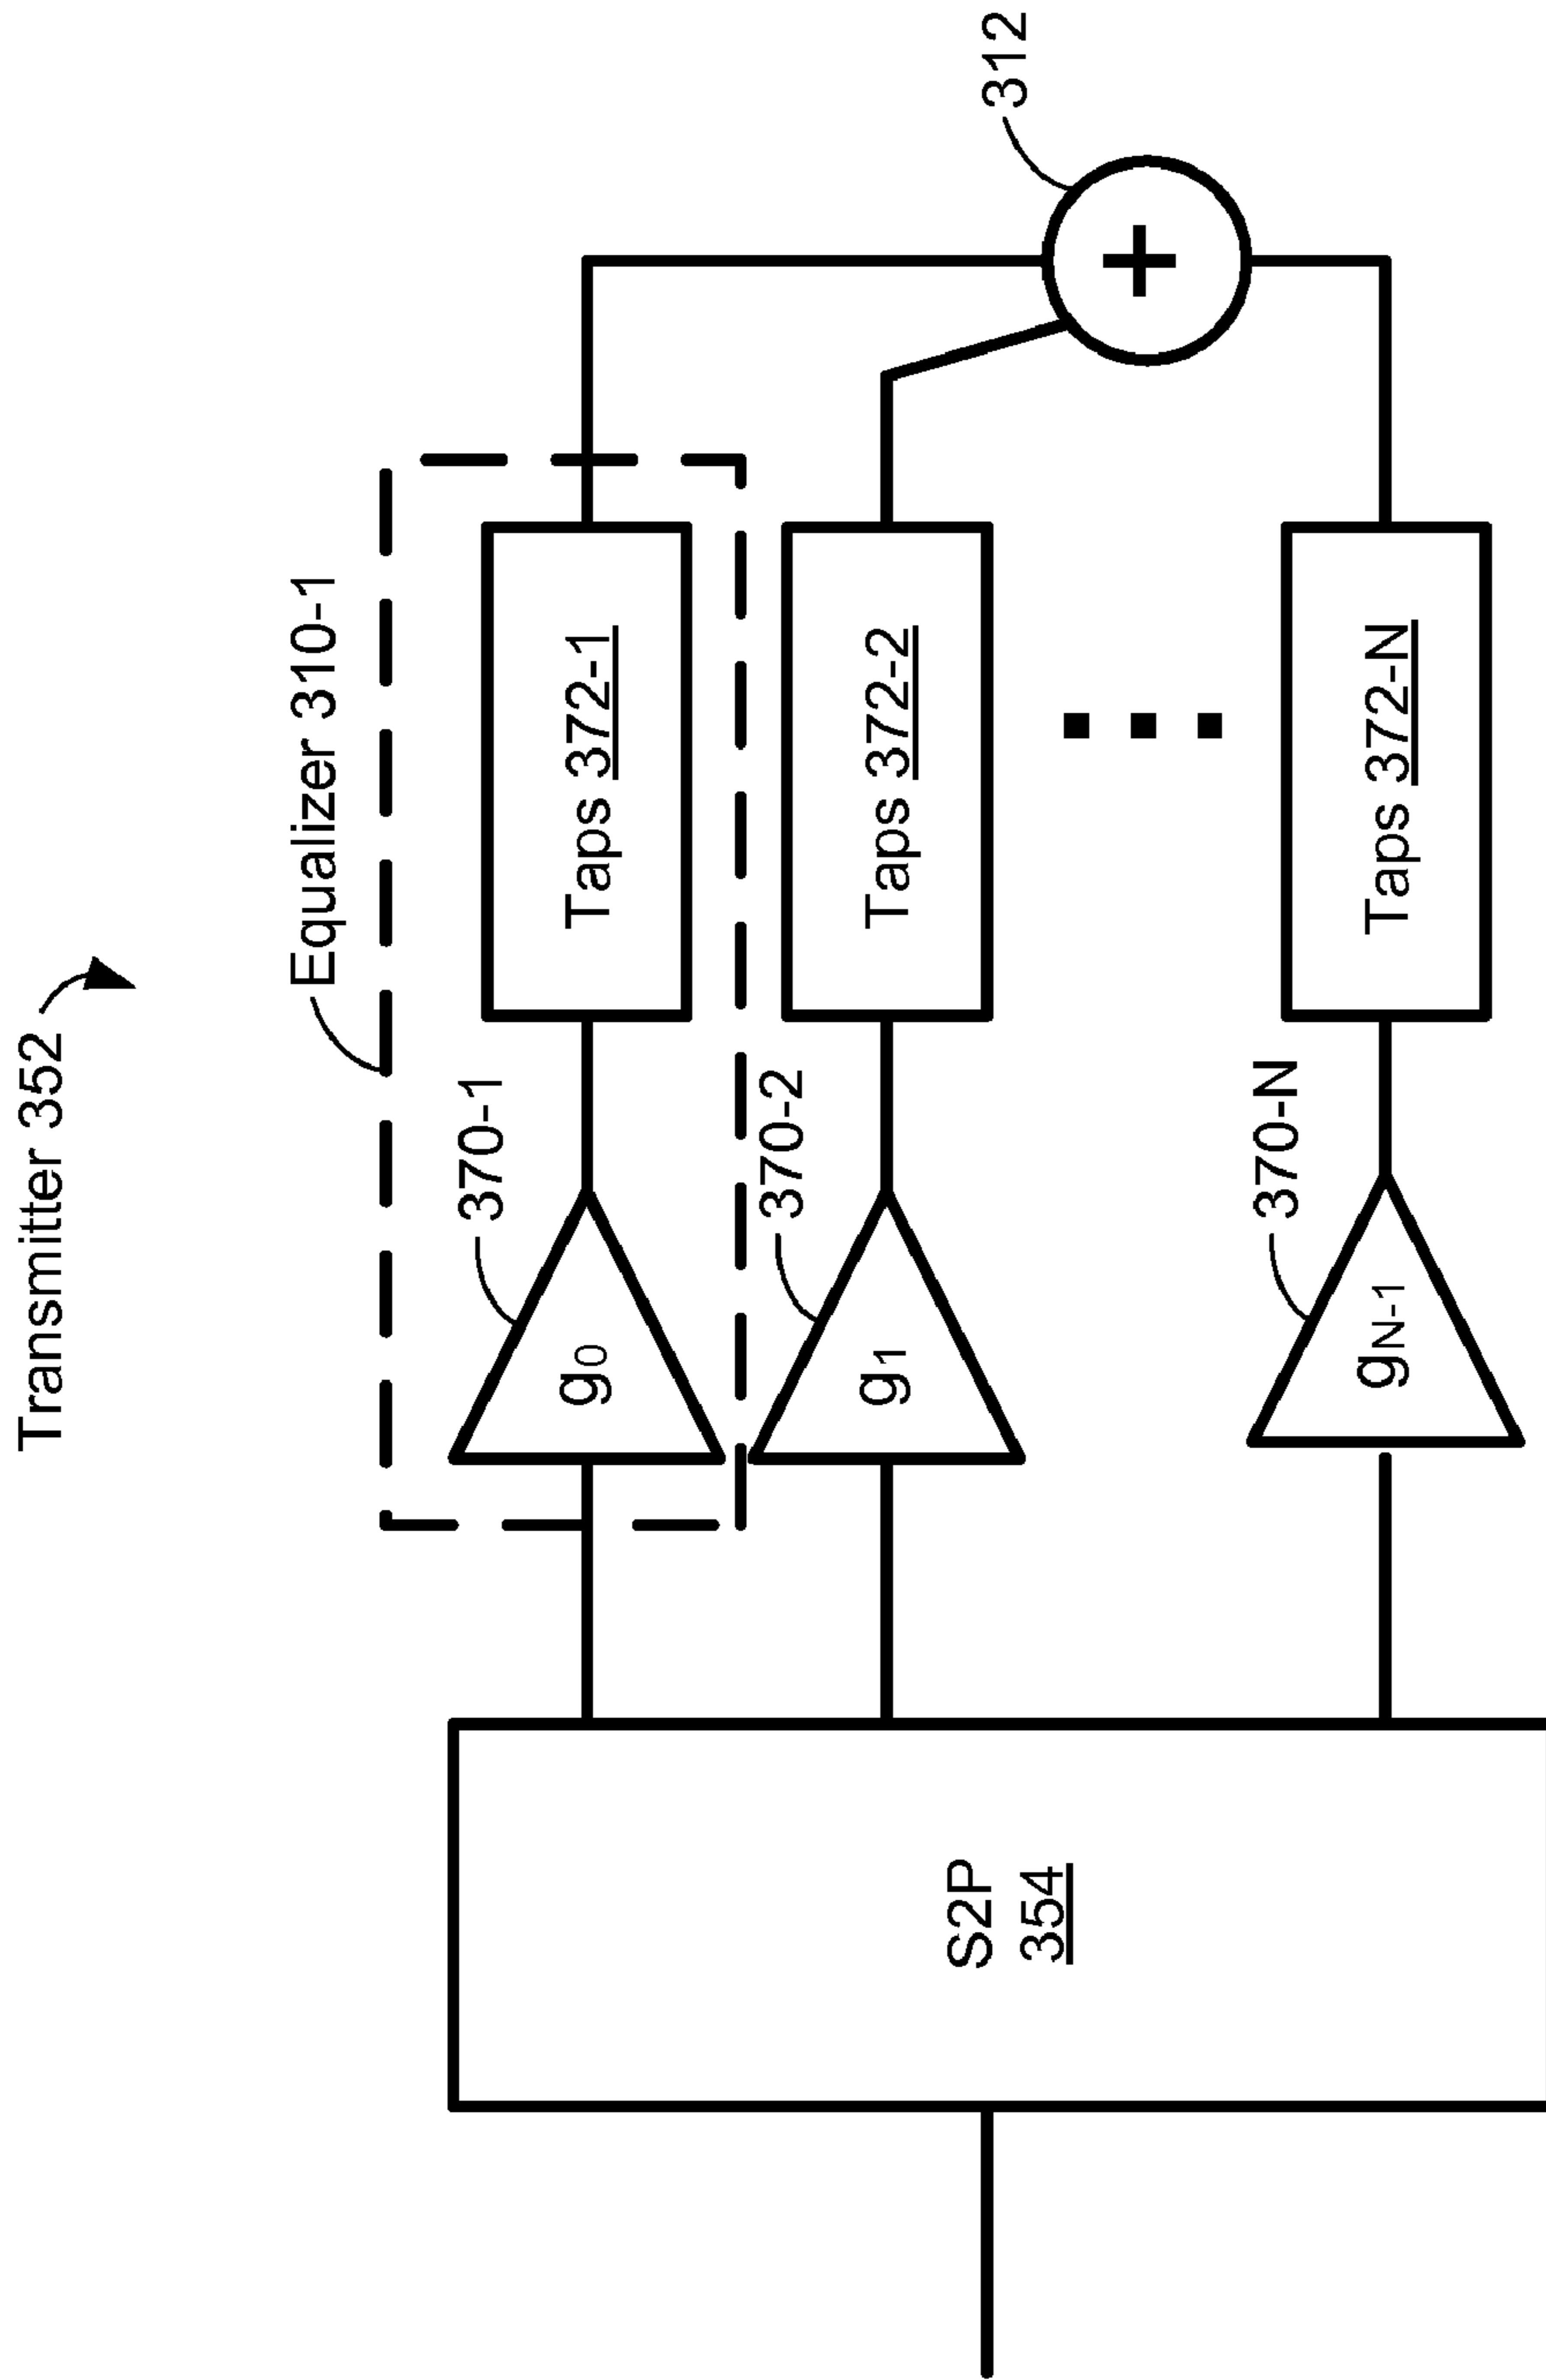 Transmitter 352
Equalizer 310-1
370-1
g0
Taps 372-1
312
+
370-2
g1
Taps 372-2
S2P
354
370-N
gN-1
Taps 372-N